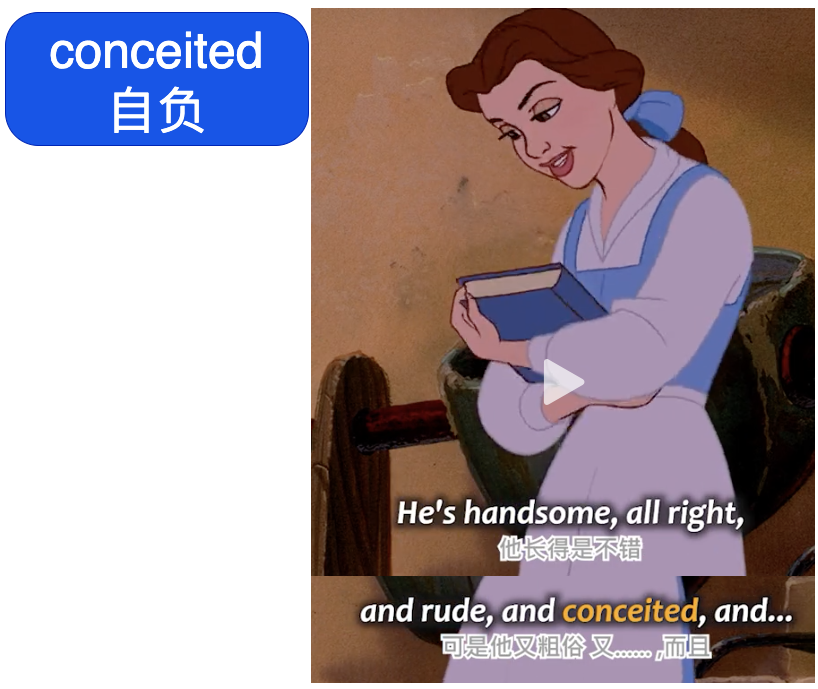 conceited
自负
He's handsome, all right,
他长得是不错
and rude, and conceited, and...
可是他又粗俗 又...... ,而且